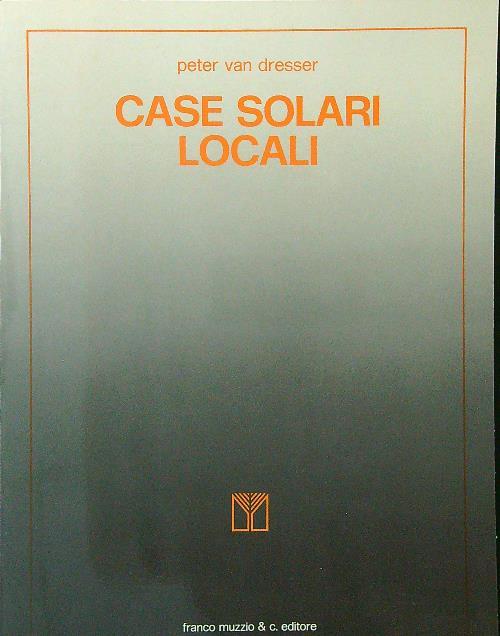 peter van dresser
CASE SOLARI
LOCALI
franco muzzio & c. editore